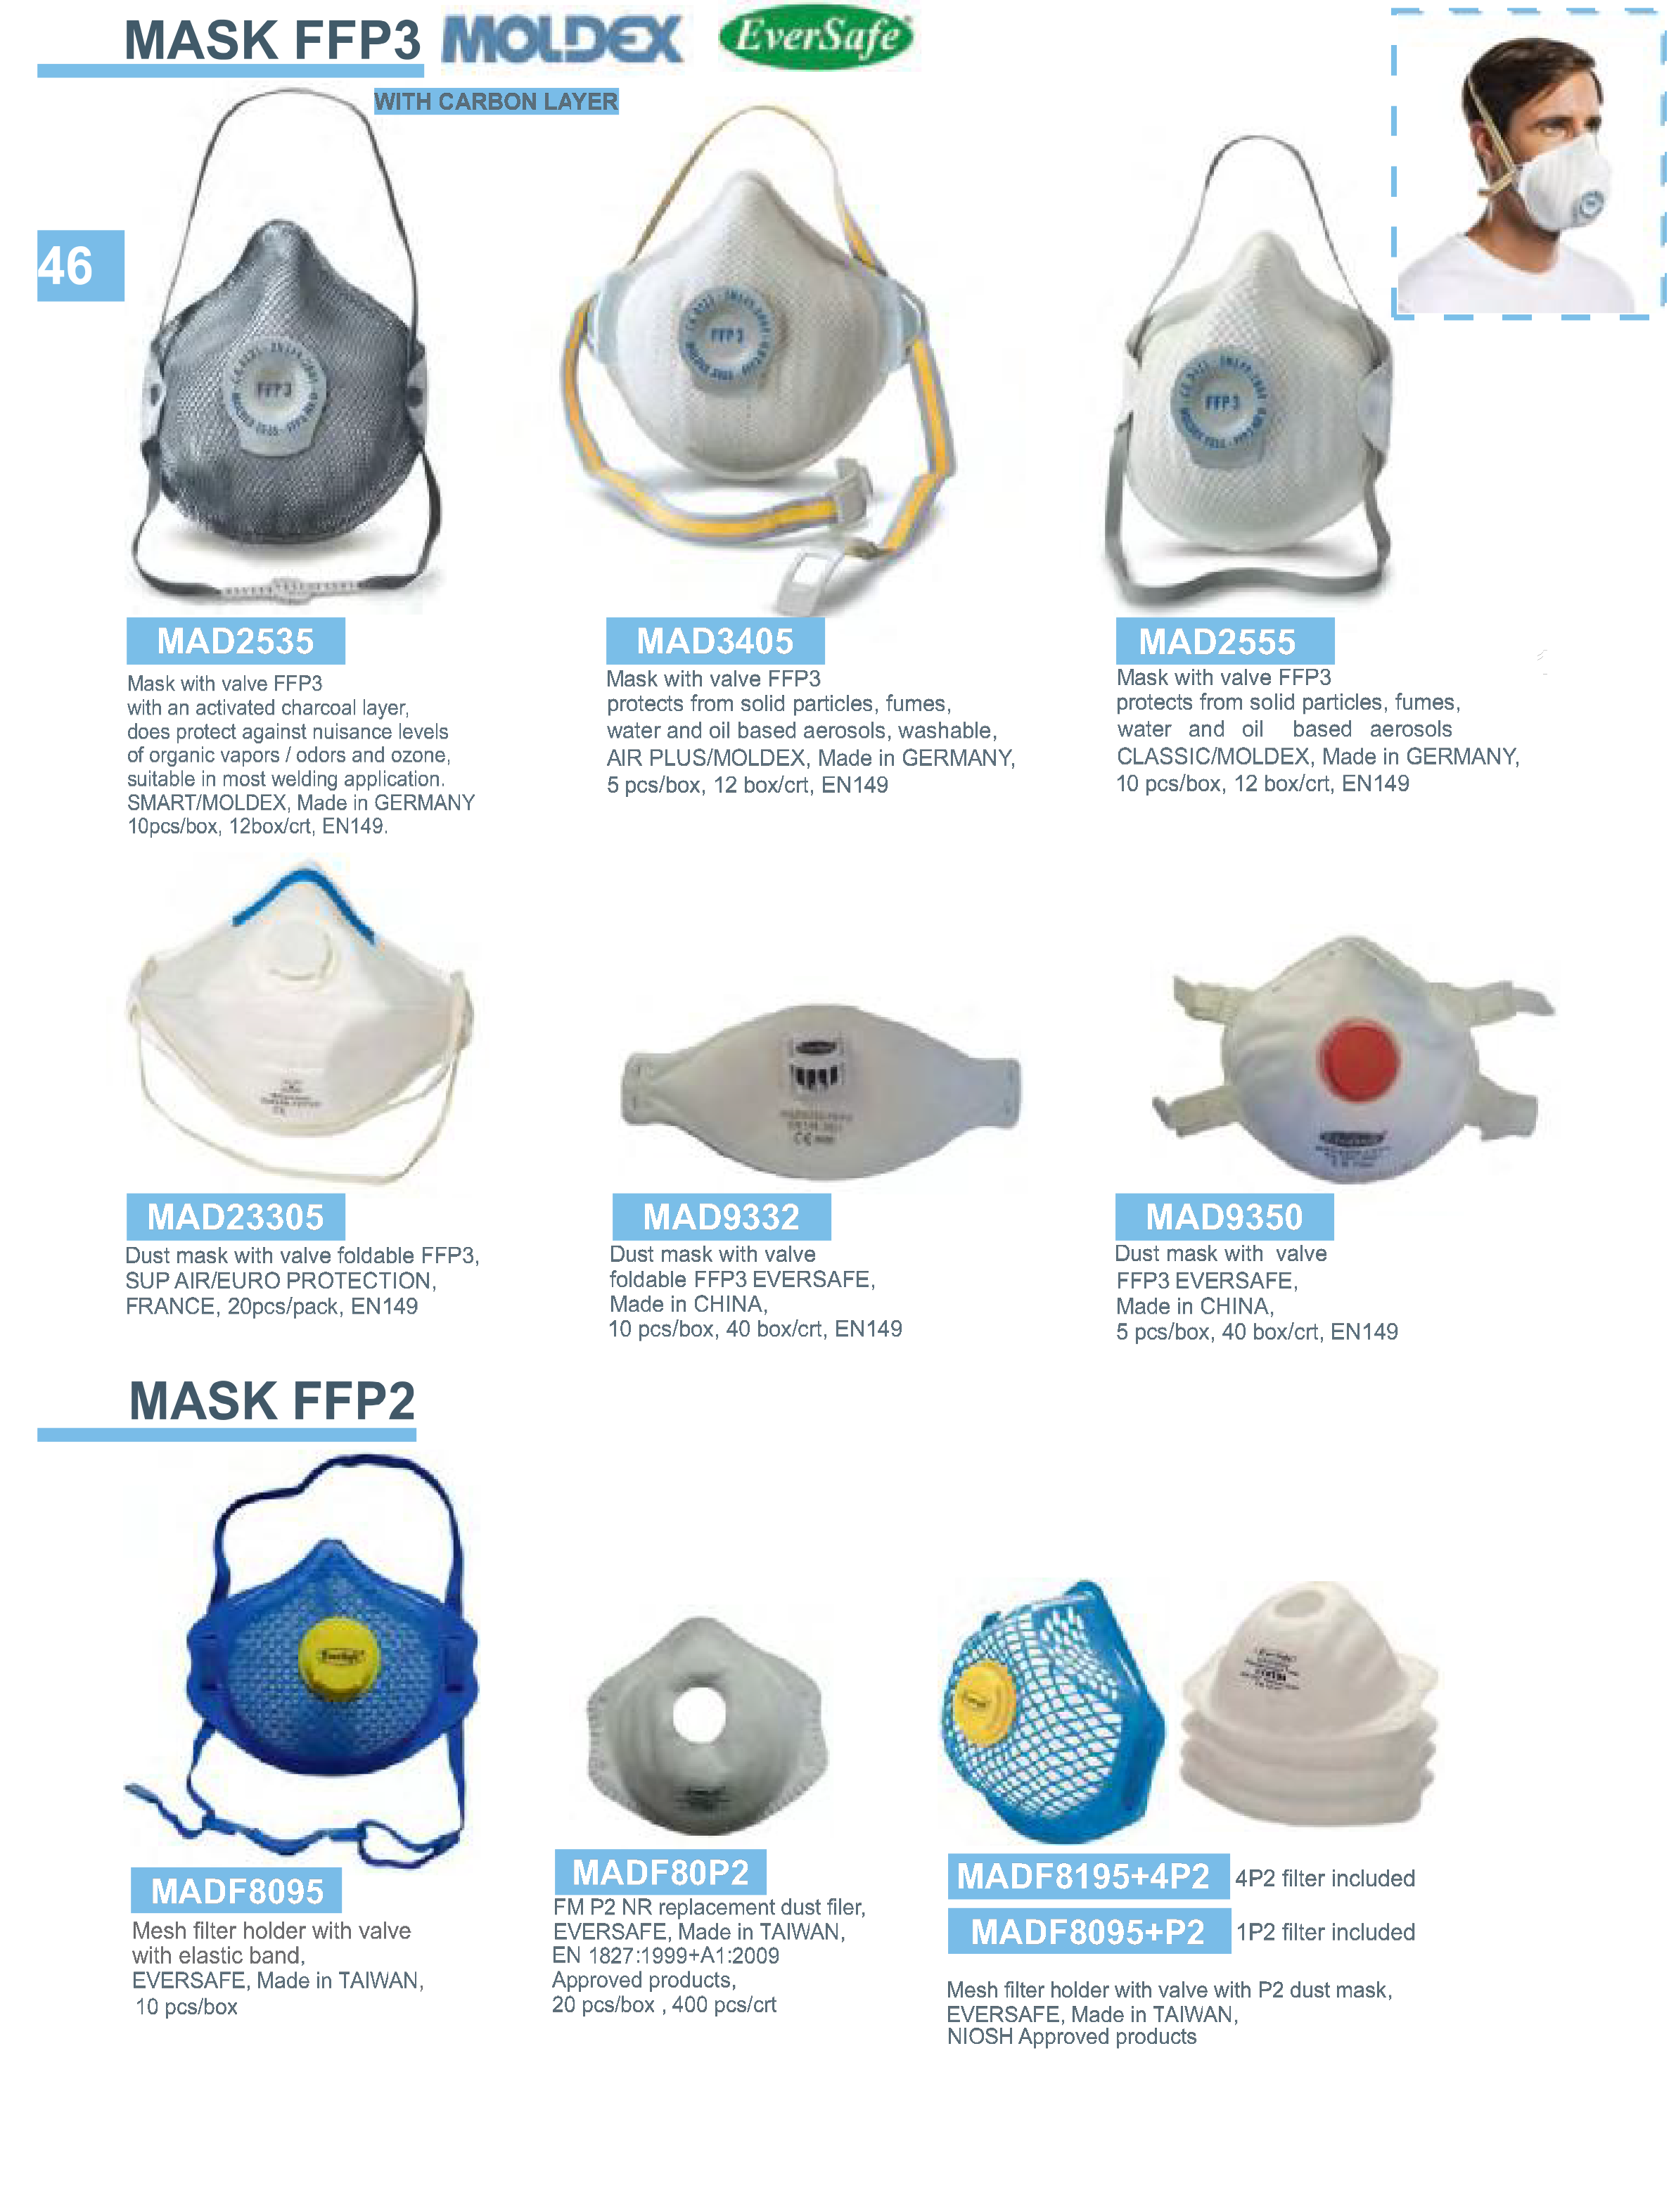 MASK FFP3 MOLDEX EverSafe
WITH CARBON LAYER
46
FFP3
FFP3
FFP3
MAD2535
Mask with valve FFP3
with an activated charcoal layer,
does protect against nuisance levels
of organic vapors / odors and ozone,
suitable in most welding application.
SMART/MOLDEX, Made in GERMANY
10pcs/box, 12box/crt, EN149.
MAD3405
Mask with valve FFP3
protects from solid particles, fumes,
water and oil based aerosols, washable,
AIR PLUS/MOLDEX, Made in GERMANY,
5 pcs/box, 12 box/crt, EN149
MAD2555
Mask with valve FFP3
protects from solid particles, fumes,
water and oil based aerosols
CLASSIC/MOLDEX, Made in GERMANY,
10 pcs/box, 12 box/crt, EN149
MAD23305
Dust mask with valve foldable FFP3,
SUP AIR/EURO PROTECTION,
FRANCE, 20pcs/pack, EN149
MAD9332
Dust mask with valve
foldable FFP3 EVERSAFE,
Made in CHINA,
10 pcs/box, 40 box/crt, EN149
MAD9350
Dust mask with valve
FFP3 EVERSAFE,
Made in CHINA,
5 pcs/box, 40 box/crt, EN149
MASK FFP2
EverSafe
MADF8095
Mesh filter holder with valve
with elastic band,
EVERSAFE, Made in TAIWAN,
10 pcs/box
MADF80P2
FM P2 NR replacement dust filer,
EVERSAFE, Made in TAIWAN,
EN 1827:1999+A1:2009
Approved products,
20 pcs/box , 400 pcs/crt
EverSafe
MADF8195+4P2 4P2 filter included
MADF8095+P2 1P2 filter included
Mesh filter holder with valve with P2 dust mask,
EVERSAFE, Made in TAIWAN,
NIOSH Approved products